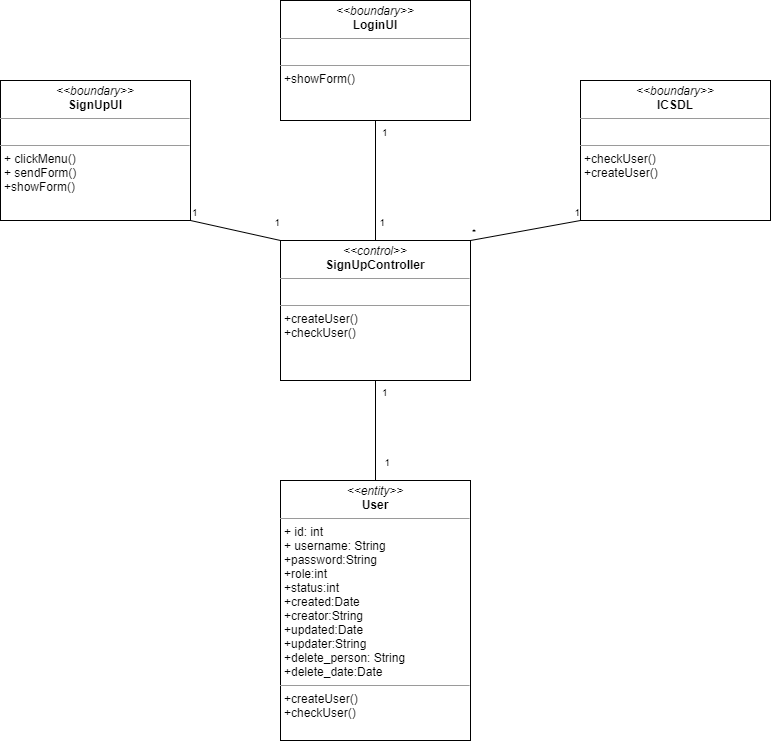 <<boundary>>
LoginUI
+showForm()
<<boundary>>
SignUpUI
+ clickMenu()
+ sendForm()
+showForm()
<<boundary>>
ICSDL
+checkUser()
+createUser()
1
1
1
1
*
1
<<control>>
SignUpController
+createUser()
+checkUser()
1
1
<<entity>>
User
+ id: int
+ username: String
+password:String
+role:int
+status:int
+created:Date
+creator:String
+updated:Date
+updater:String
+delete_person: String
+delete_date:Date
+createUser()
+checkUser()